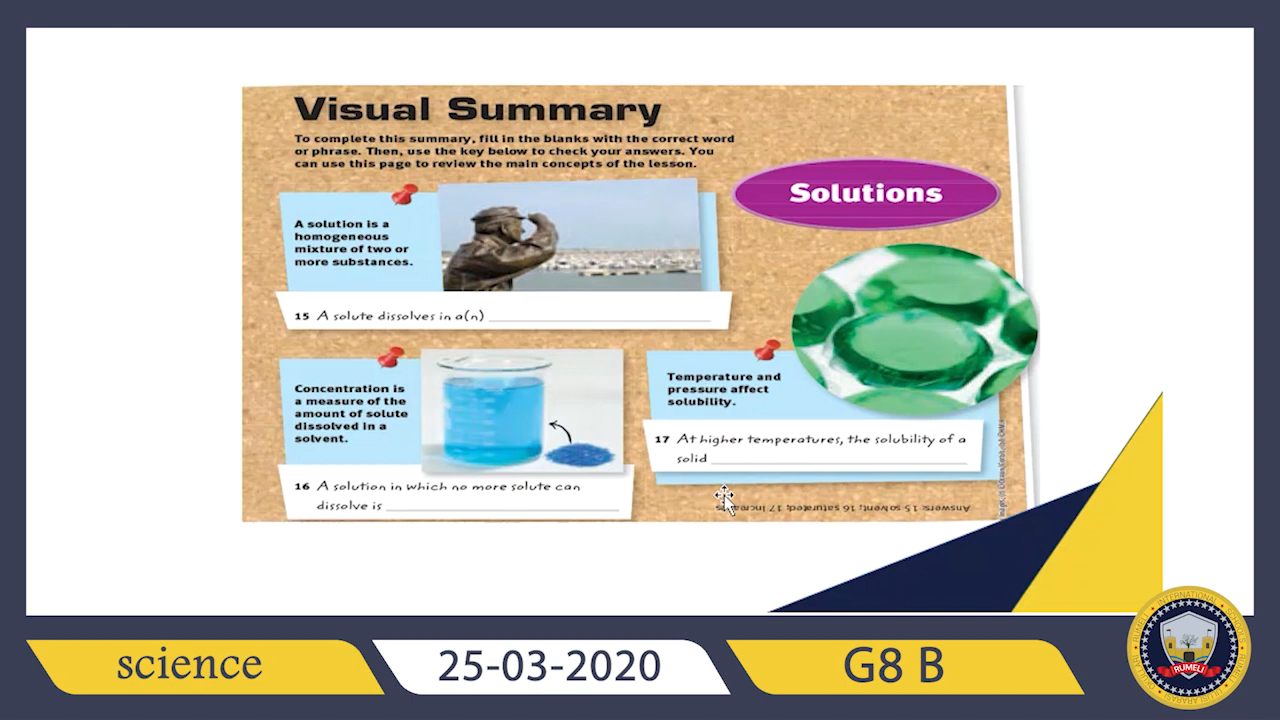 Visual Summary
To complete this summary, fill in the blanks with the correct word
or phrase. Then, use the key below to check your answers. You
can use this page to review the main concepts of the lesson.
Solutions
A solution is a
homogeneous
mixture of two or
more substances.
15 A solute dissolves in a(n)
Concentration is
a measure of the
amount of solute
dissolved in a
solvent.
16 A solution in which no more solute can
dissolve is
Temperature and
pressure affect
solubility.
17 At higher temperatures, the solubility of a
solid
Answers: 15 solvent; 16 saturated; 17 increases
science
25-03-2020
G8 B
RUMELI